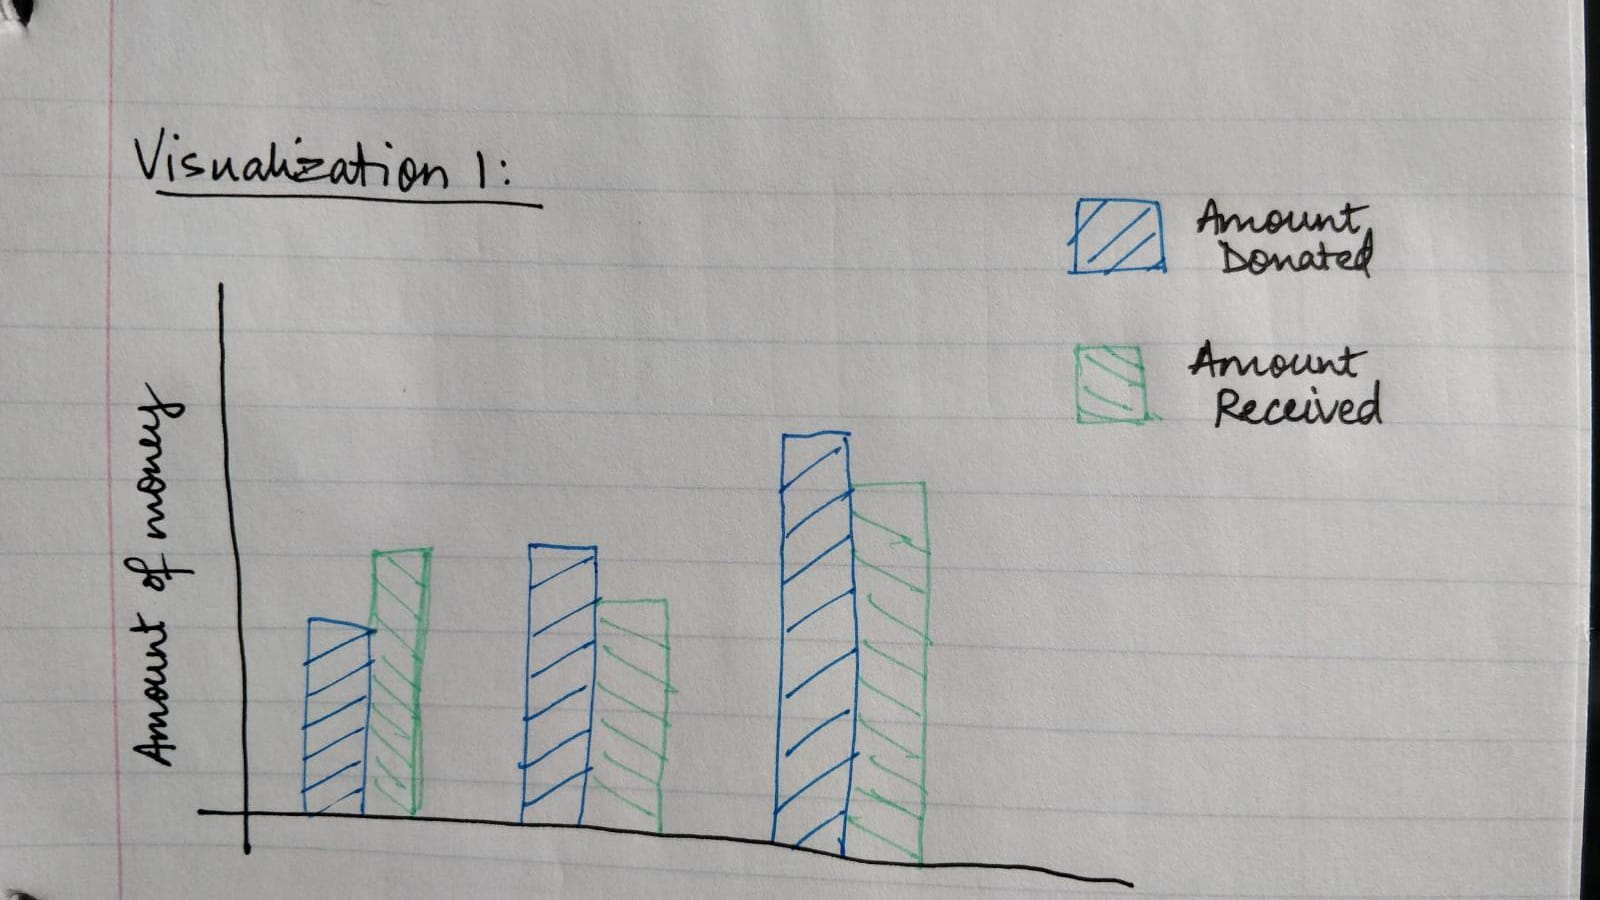 Visualization 1:
Amount
Donated
Amount
Received
Amount of money